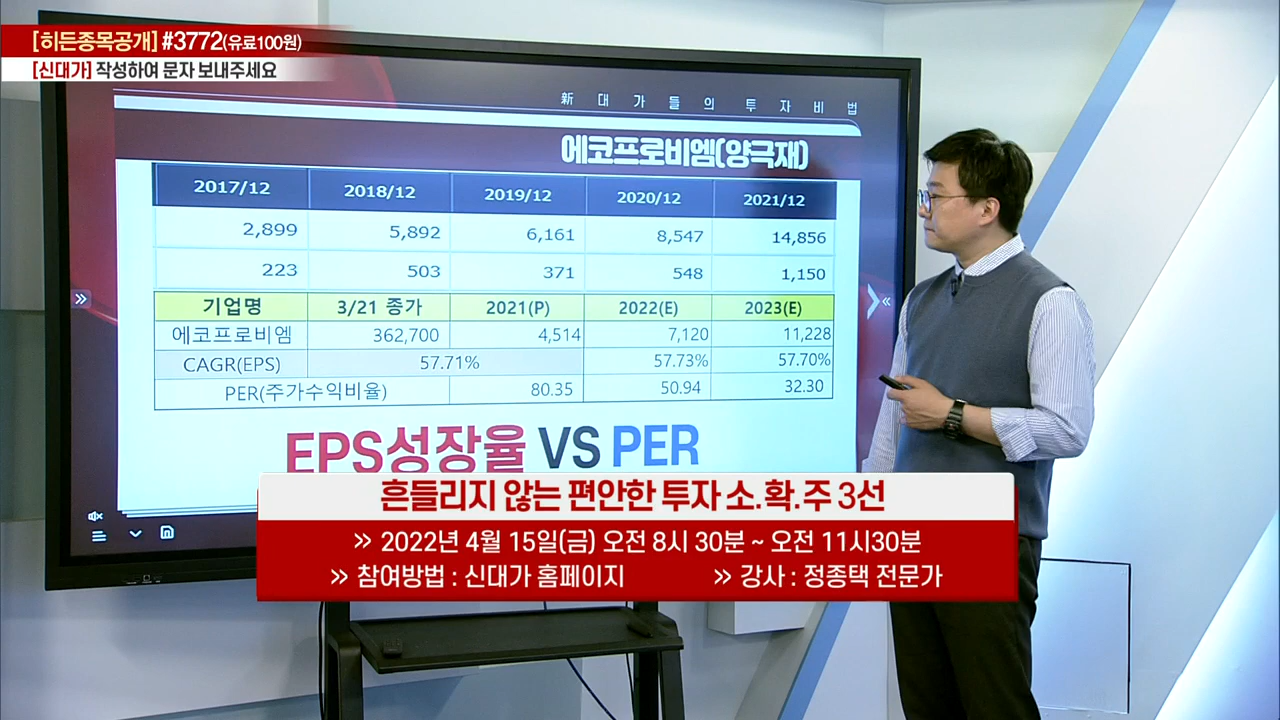 [히든종목공개] #3772(유료100원)
[신대가] 작성하여 문자 보내주세요
新 대 가 들 의 투 자 비 법
에코프로비엠(양극재)
2017/12 2018/12 2019/12 2020/12 2021/12
2,899 5,892 6,161 8,547 14,856
223 503 371 548 1,150
기업명 3/21 종가 2021(P) 2022(E) 2023(E)
에코프로비엠 362,700 4,514 7,120 11,228
CAGR(EPS) 57.71% 57.73% 57.70%
PER(주가수익비율) 80.35 50.94 32.30
EPS성장율 VS PER
흔들리지 않는 편안한 투자 소.확.주 3선
» 2022년 4월 15일(금) 오전 8시 30분 ~ 오전 11시30분
» 참여방법 : 신대가 홈페이지 » 강사 : 정종택 전문가